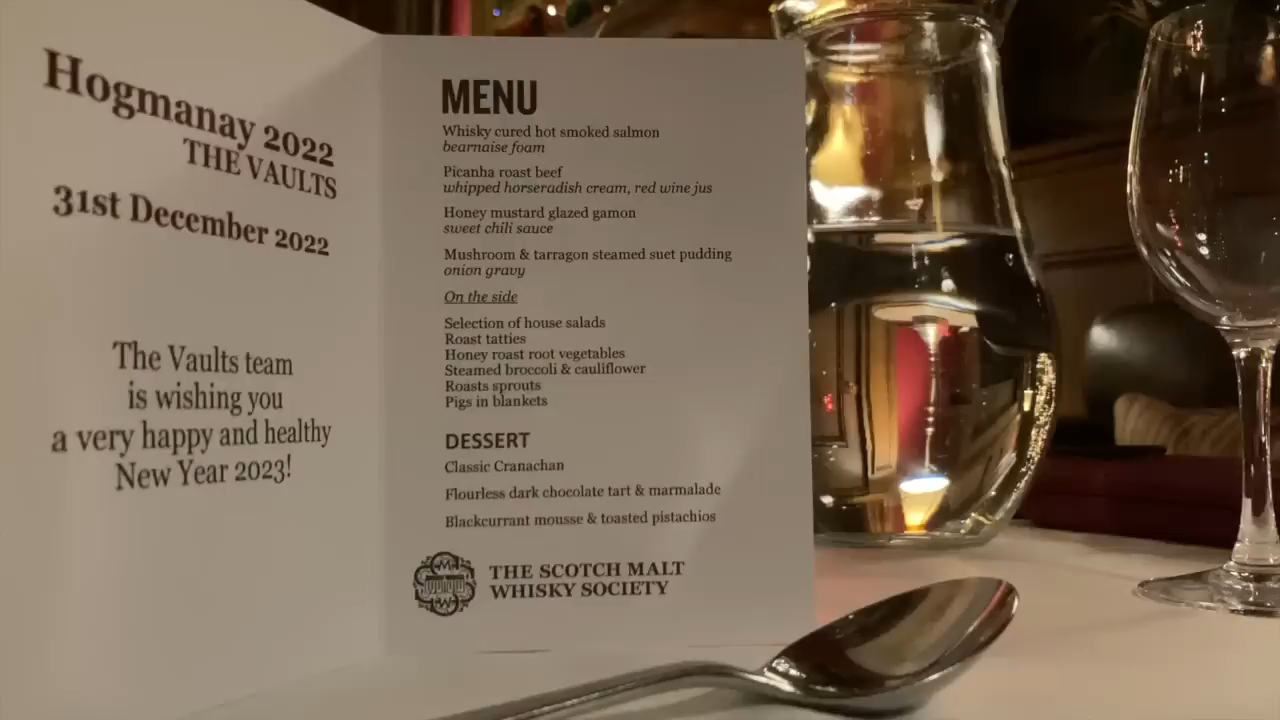 Hogmanay 2022
THE VAULTS
31st December 2022
The Vaults team
is wishing you
a very happy and healthy
New Year 2023!
MENU
Whisky cured hot smoked salmon
bearnaise foam
Picanha roast beef
whipped horseradish cream, red wine jus
Honey mustard glazed gamon
sweet chili sauce
Mushroom & tarragon steamed suet pudding
onion gravy
On the side
Selection of house salads
Roast tatties
Honey roast root vegetables
Steamed broccoli & cauliflower
Roasts sprouts
Pigs in blankets
DESSERT
Classic Cranachan
Flourless dark chocolate tart & marmalade
Blackcurrant mousse & toasted pistachios
THE SCOTCH MALT
WHISKY SOCIETY